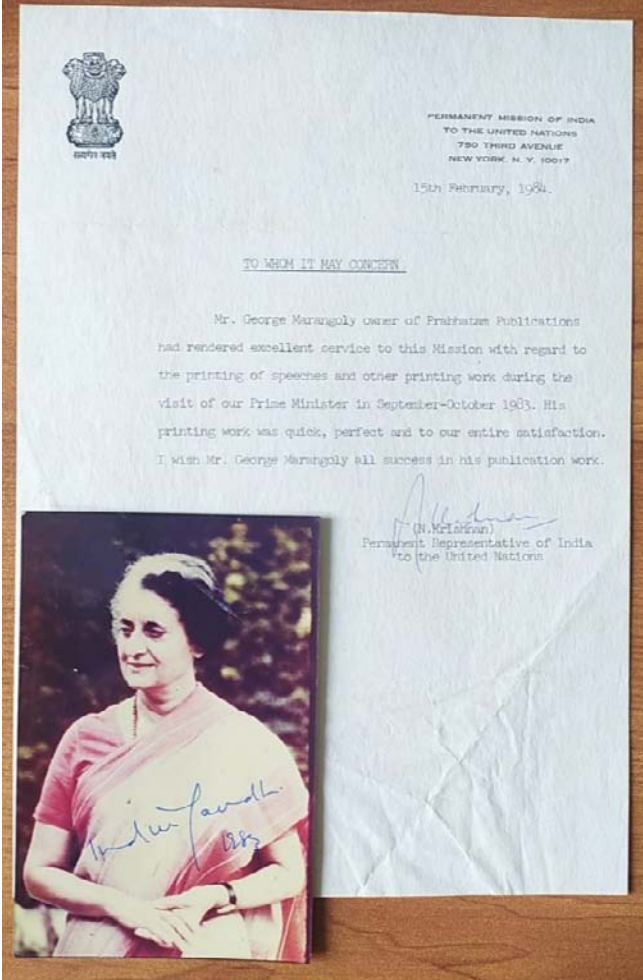 सत्यमेव जयते
PERMANENT MISSION OF INDIA
TO THE UNITED NATIONS
750 THIRD AVENUE
NEW YORK, N. Y. 10017
15th February, 1984.
TO WHOM IT MAY CONCERN
Mr. George Marangoly owner of Prabhatam Publications
had rendered excellent service to this Mission with regard to
the printing of speeches and other printing work during the
visit of our Prime Minister in September-October 1983. His
printing work was quick, perfect and to our entire satisfaction.
I wish Mr. George Marangoly all success in his publication work.
(N.Krishnan)
Permanent Representative of India
to the United Nations
Indira Gandhi
1983